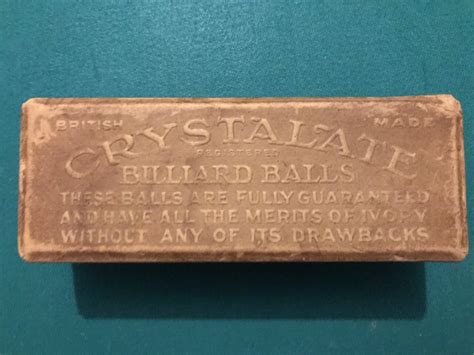 BRITISH MADE
CRYSTALATE
REGISTERED
BILLIARD BALLS
THESE BALLS ARE FULLY GUARANTEED
AND HAVE ALL THE MERITS OF IVORY
WITHOUT ANY OF ITS DRAWBACKS